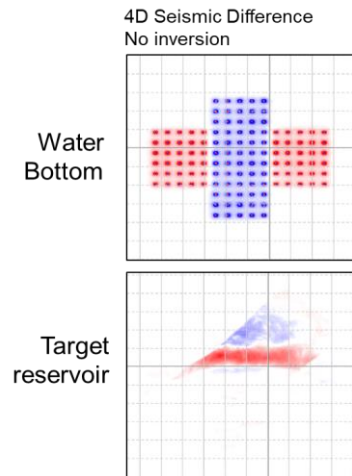 4D Seismic Difference
No inversion
Water
Bottom
Target
reservoir